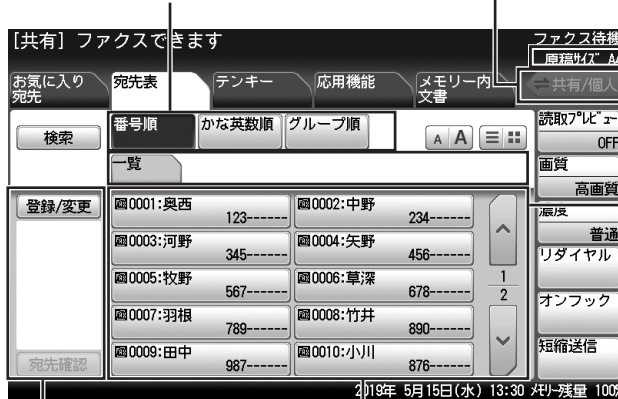 [共有] ファクスできます
ファクス待機
原稿ｻｲｽﾞ A4
お気に入り
宛先
宛先表
テンキー
応用機能
メモリー内
文書
共有/個人
検索
番号順
かな英数順
グループ順
A A
一覧
読取ﾌﾟﾚﾋﾞｭｰ
OFF
画質
高画質
濃度
普通
リダイヤル
オンフック
短縮送信
登録/変更
0001:奥西
123------
0002:中野
234------
0003:河野
345------
0004:矢野
456------
0005:牧野
567------
0006:草深
678------
0007:羽根
789------
0008:竹井
890------
0009:田中
987------
0010:小川
876------
1
2
宛先確認
2019年 5月15日(水) 13:30 ﾒﾓﾘｰ残量 100%